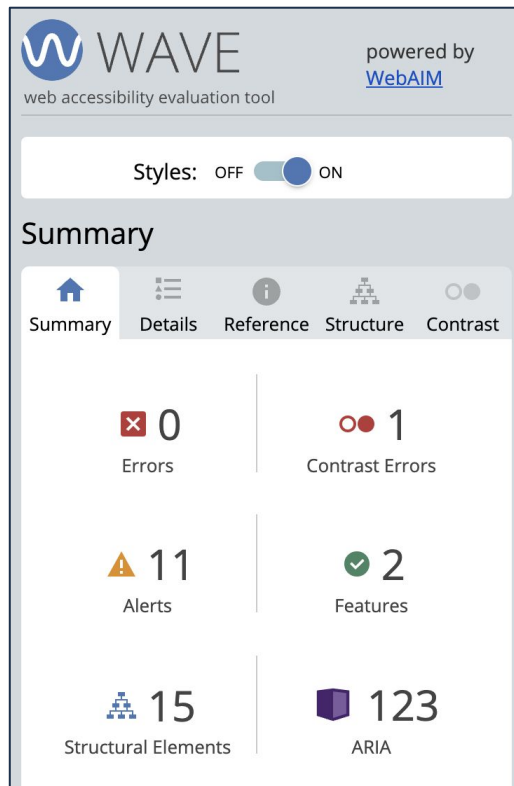 WAVE
powered by
WebAIM
web accessibility evaluation tool
Styles: OFF ON
Summary
Summary Details Reference Structure Contrast
0 1
Errors Contrast Errors
11 2
Alerts Features
15 123
Structural Elements ARIA